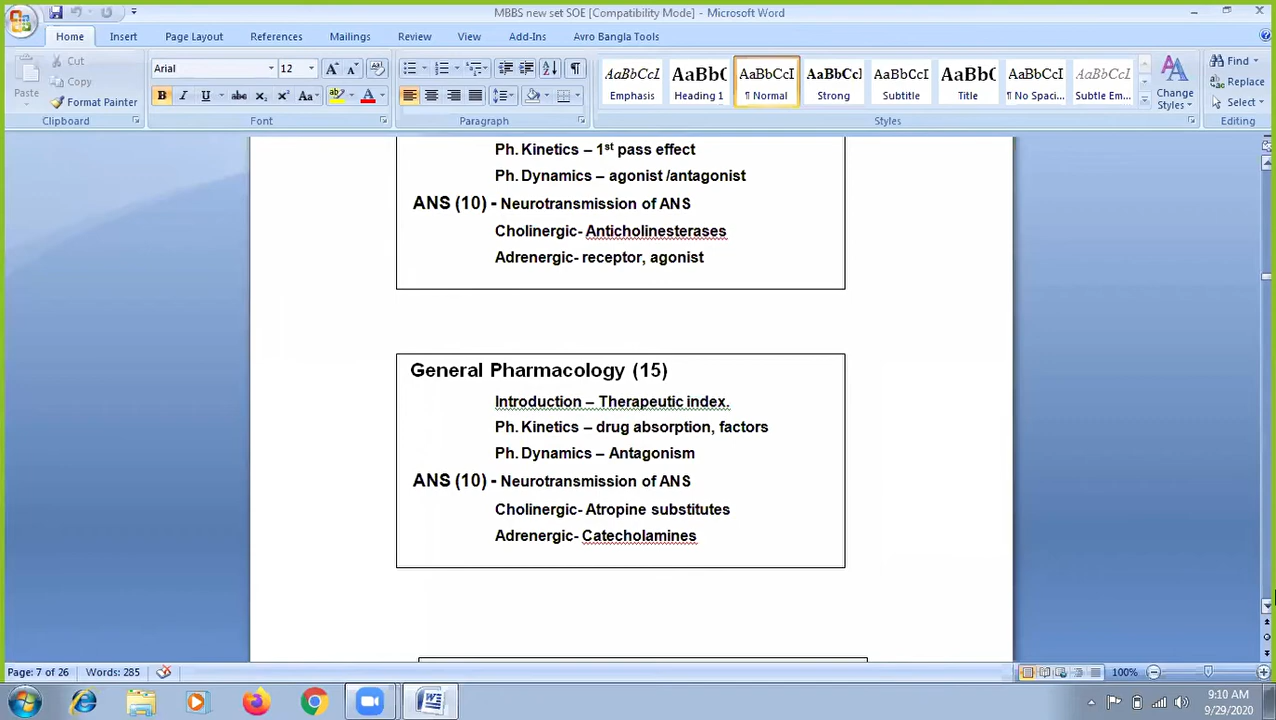 MBBS new set SOE [Compatibility Mode] - Microsoft Word
Home Insert Page Layout References Mailings Review View Add-Ins Avro Bangla Tools
Paste
Cut
Copy
Format Painter
Clipboard
Arial 12
B I U abc x₂ x² Aa
Font
Paragraph
AaBbCcI AaBbC AaBbCcI AaBbCcl AaBbCcI AaBbC AaBbCcI AaBbCcI
Emphasis Heading 1 ¶ Normal Strong Subtitle Title ¶ No Spaci... Subtle Em...
Styles
Change
Styles
Find
Replace
Select
Editing
Ph. Kinetics – 1st pass effect
Ph. Dynamics – agonist /antagonist
ANS (10) - Neurotransmission of ANS
Cholinergic- Anticholinesterases
Adrenergic- receptor, agonist
General Pharmacology (15)
Introduction – Therapeutic index.
Ph. Kinetics – drug absorption, factors
Ph. Dynamics – Antagonism
ANS (10) - Neurotransmission of ANS
Cholinergic- Atropine substitutes
Adrenergic- Catecholamines
Page: 7 of 26 Words: 285 100%
9:10 AM
9/29/2020